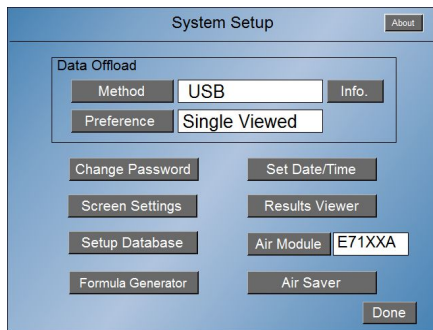 System Setup
About
Data Offload
Method USB Info.
Preference Single Viewed
Change Password Set Date/Time
Screen Settings Results Viewer
Setup Database Air Module E71XXA
Formula Generator Air Saver
Done